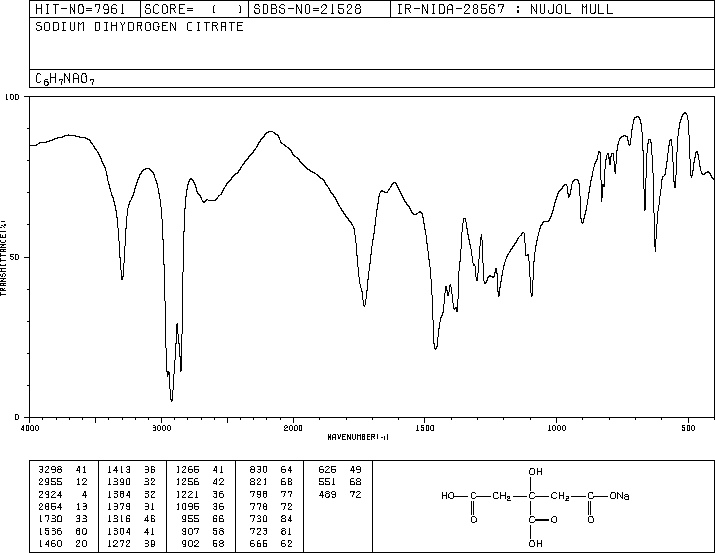 HIT-NO=7961 SCORE= ( ) SDBS-NO=21528 IR-NIDA-28567 : NUJOL MULL
SODIUM DIHYDROGEN CITRATE
C6H7NAO7
100
50
0
TRANSMITTANCE(%)
4000 3000 2000 1500 1000 500
WAVENUMBER(-1)
3298 41 1413 36 1266 41 830 64 625 49
2955 12 1390 32 1256 42 821 68 551 68
2924 4 1384 32 1221 36 798 77 489 72
2854 13 1379 31 1096 36 778 72
1730 33 1316 46 955 66 730 84
1536 60 1304 41 907 58 723 81
1460 20 1272 39 902 58 666 62
OH
HO C CH2 C CH2 C ONa
O C O O
OH